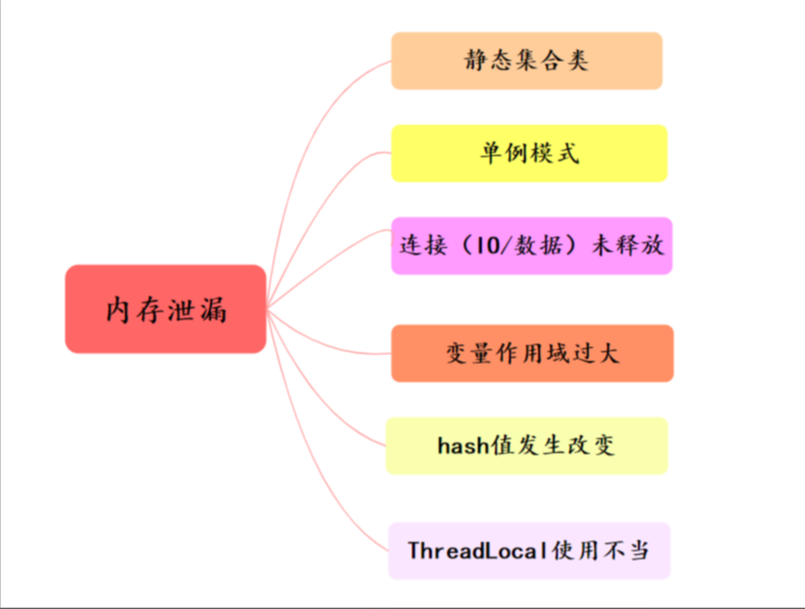 静态集合类
单例模式
连接（IO/数据）未释放
内存泄漏
变量作用域过大
hash值发生改变
ThreadLocal使用不当